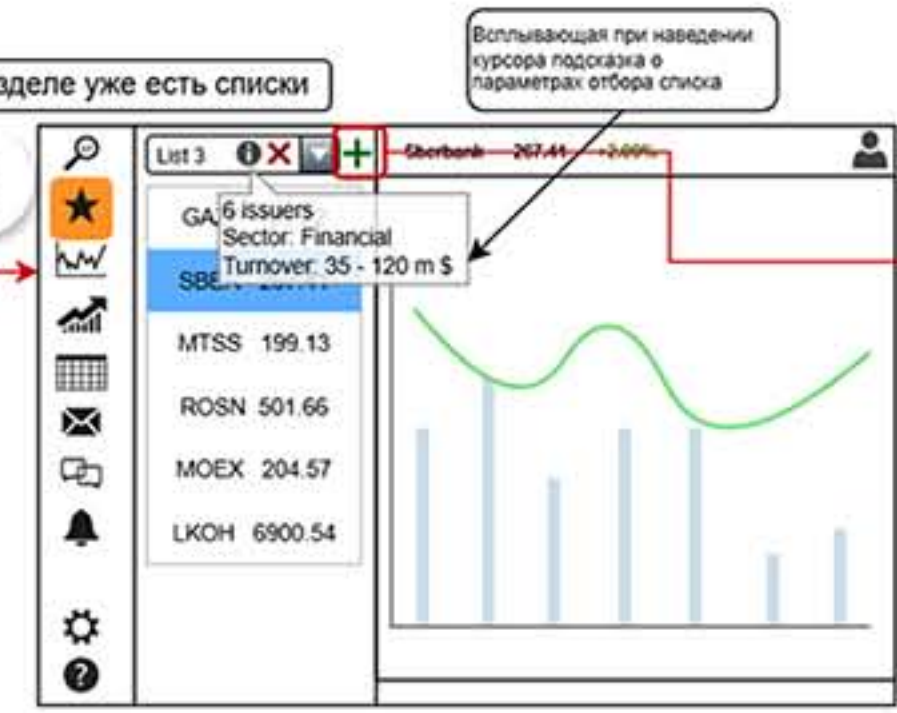 Всплывающая при наведении
курсора подсказка о
параметрах отбора списка
зделе уже есть списки
List 3
Sberbank 267.41 +2.00%
6 issuers
Sector: Financial
Turnover: 35 - 120 m $
GA
SBE
MTSS 199.13
ROSN 501.66
MOEX 204.57
LKOH 6900.54